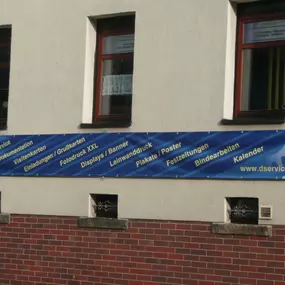 Visitenkarten
Einladungen / Grußkarten
Fotodruck XXL
Displays / Banner
Leinwanddruck
Plakate / Poster
Festzeitungen
Bindearbeiten
Kalender